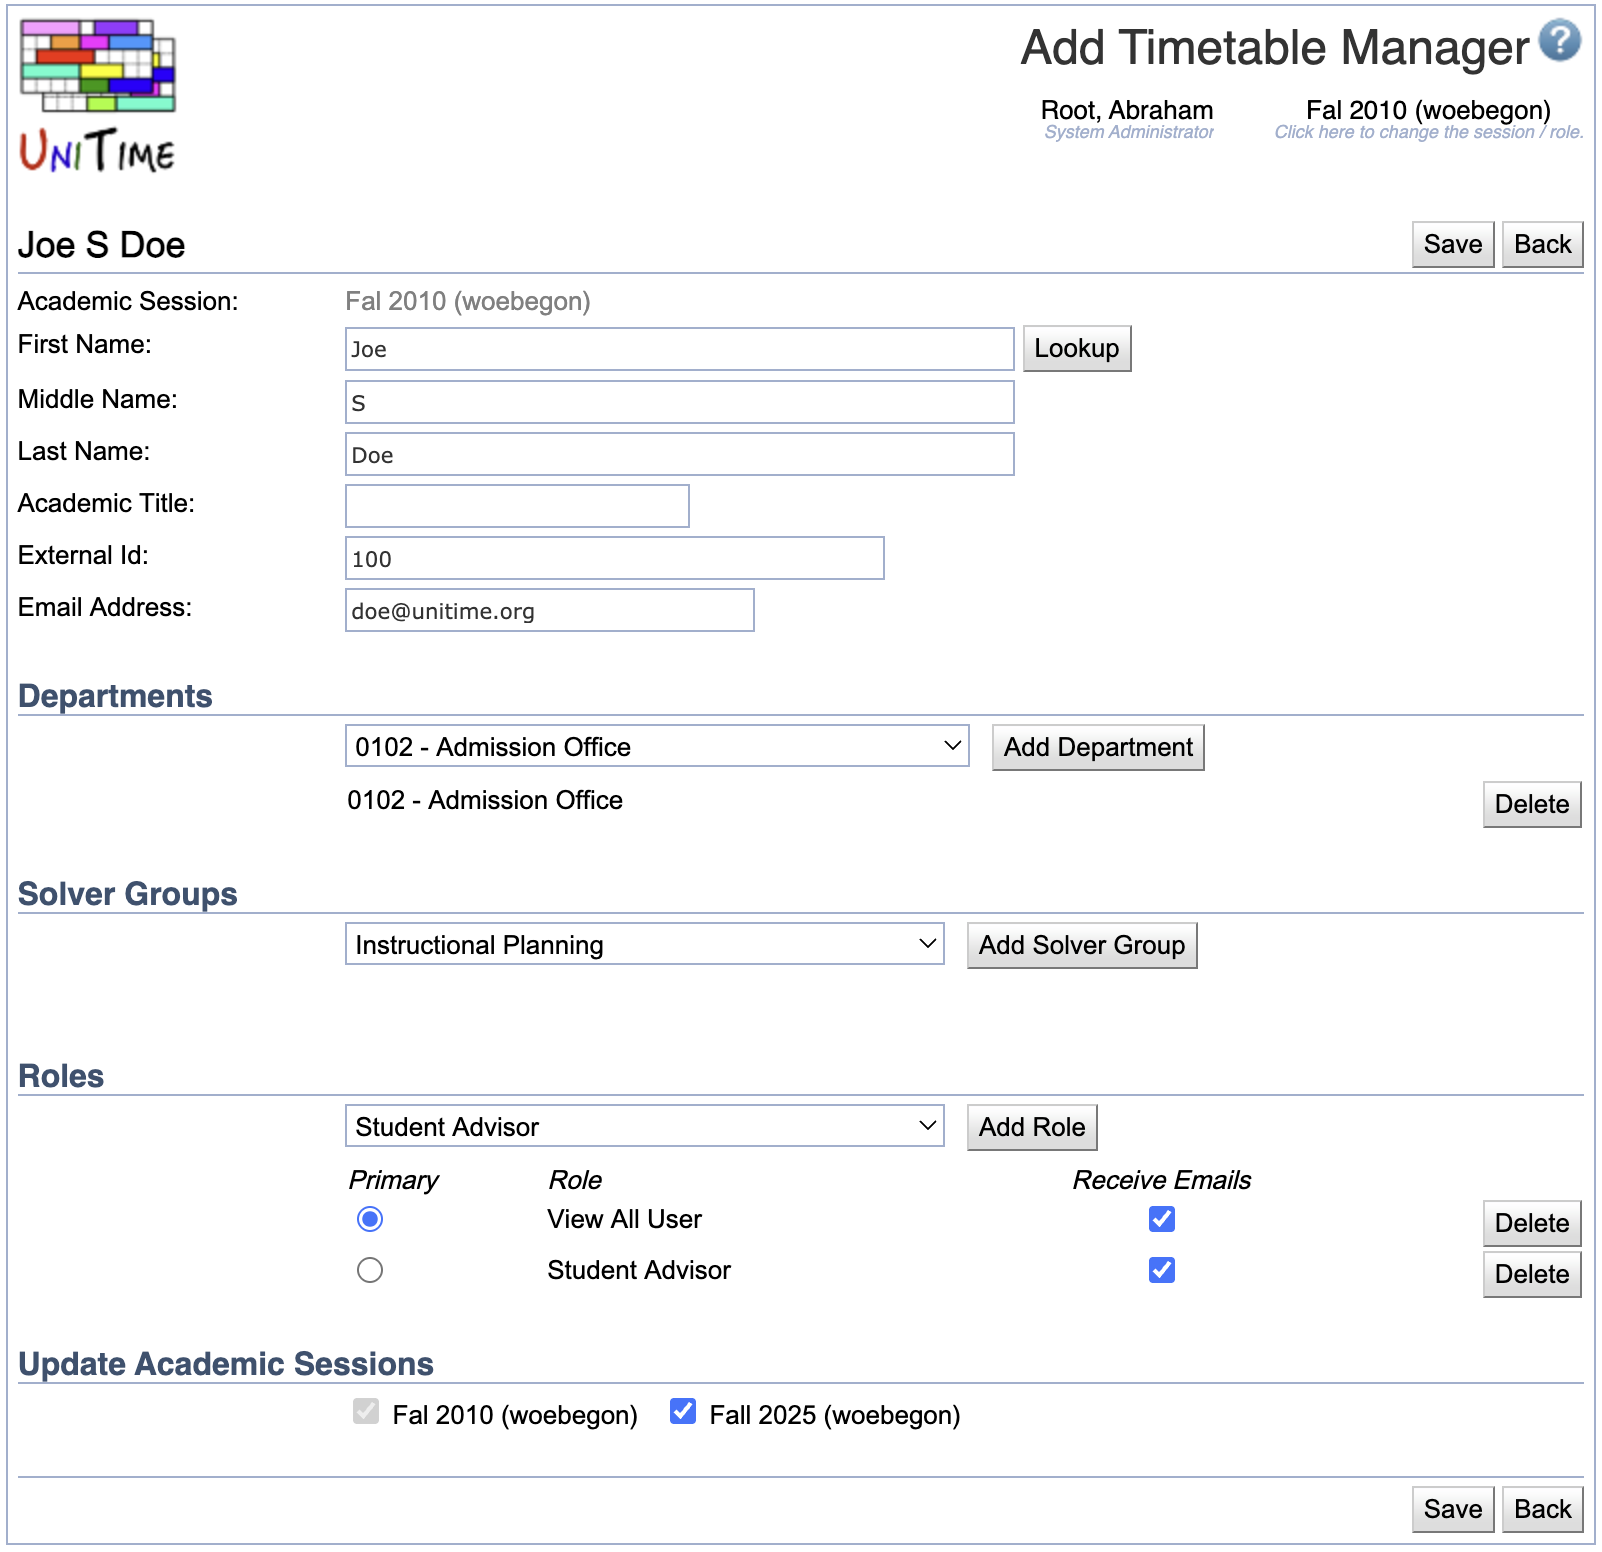 UNITIME
Add Timetable Manager ?
Root, Abraham Fal 2010 (woebegon)
System Administrator Click here to change the session / role.
Joe S Doe Save Back
Academic Session: Fal 2010 (woebegon)
First Name: Joe Lookup
Middle Name: S
Last Name: Doe
Academic Title:
External Id: 100
Email Address: doe@unitime.org
Departments
0102 - Admission Office Add Department
0102 - Admission Office Delete
Solver Groups
Instructional Planning Add Solver Group
Roles
Student Advisor Add Role
Primary Role Receive Emails
View All User Delete
Student Advisor Delete
Update Academic Sessions
Fal 2010 (woebegon) Fall 2025 (woebegon)
Save Back